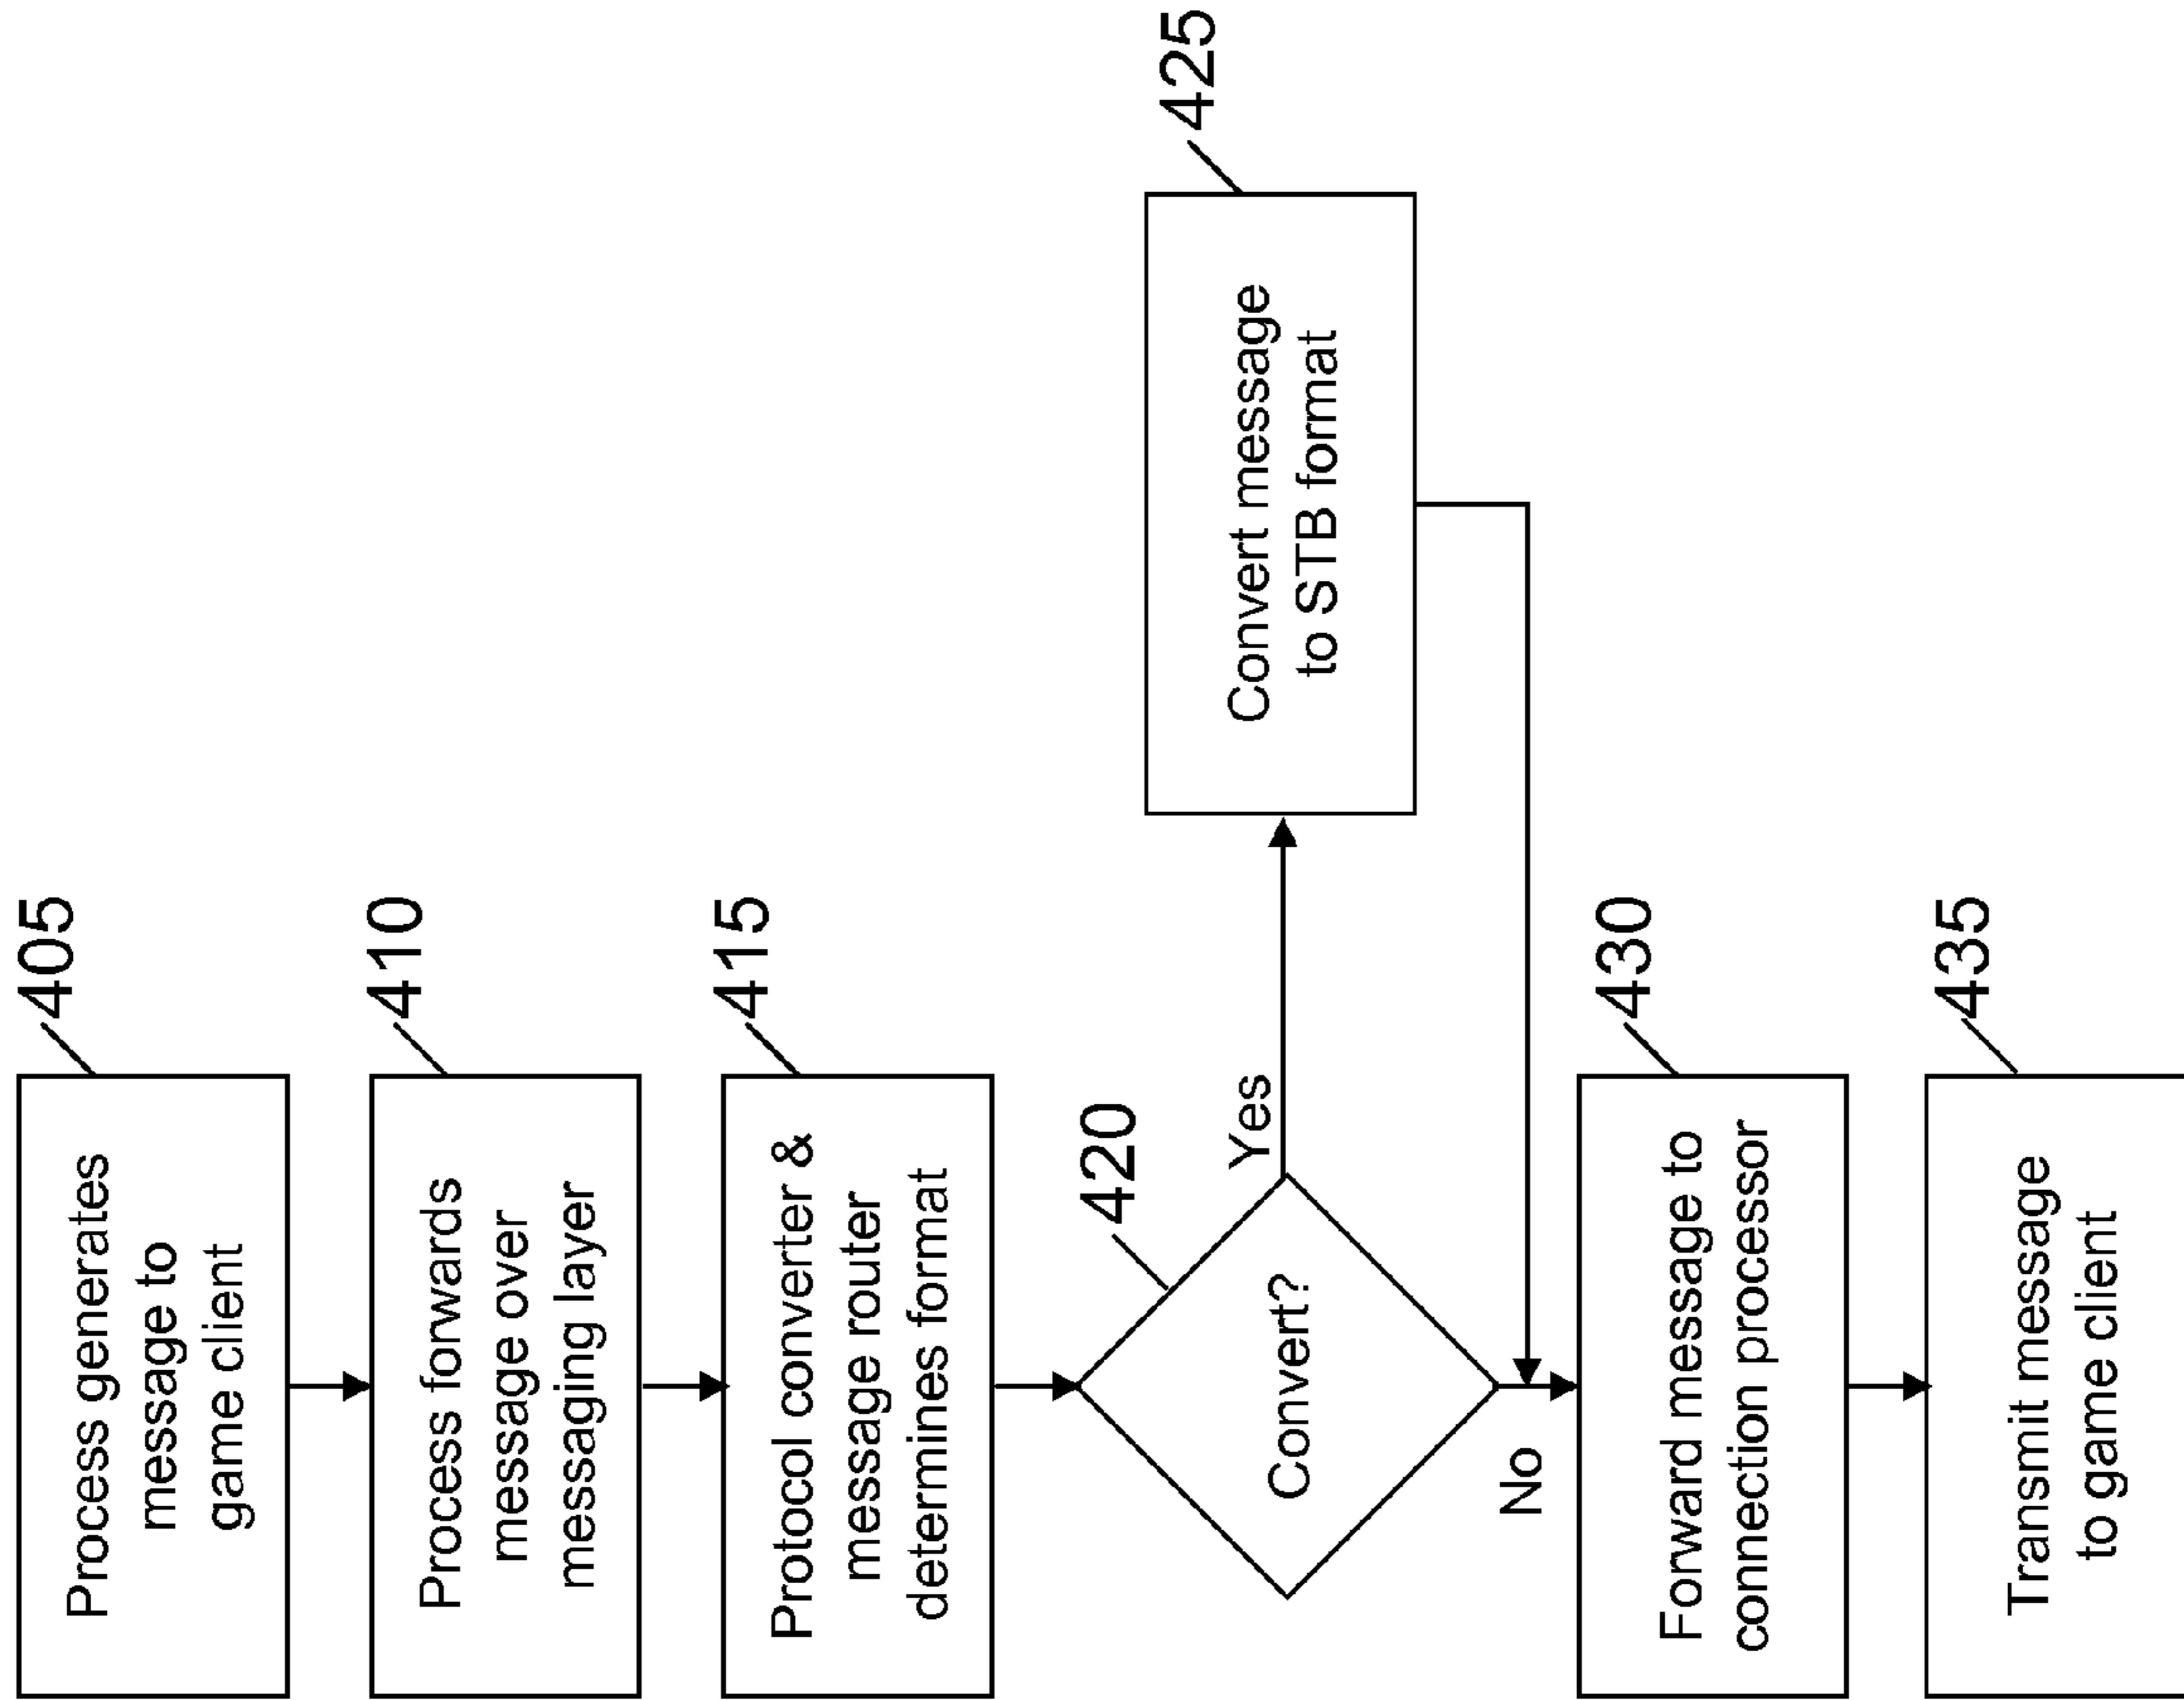 405
Process generates
message to
game client
410
Process forwards
message over
messaging layer
415
Protocol converter &
message router
determines format
420
Convert?
Yes
No
425
Convert message
to STB format
430
Forward message to
connection processor
435
Transmit message
to game client